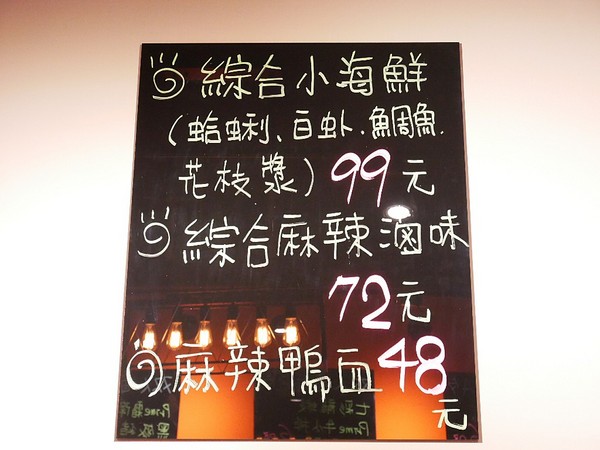 綜合小海鮮
(蛤蜊、白虾.鯛魚.
花枝漿) 99元
綜合麻辣滷味
72元
麻辣鴨血48
元